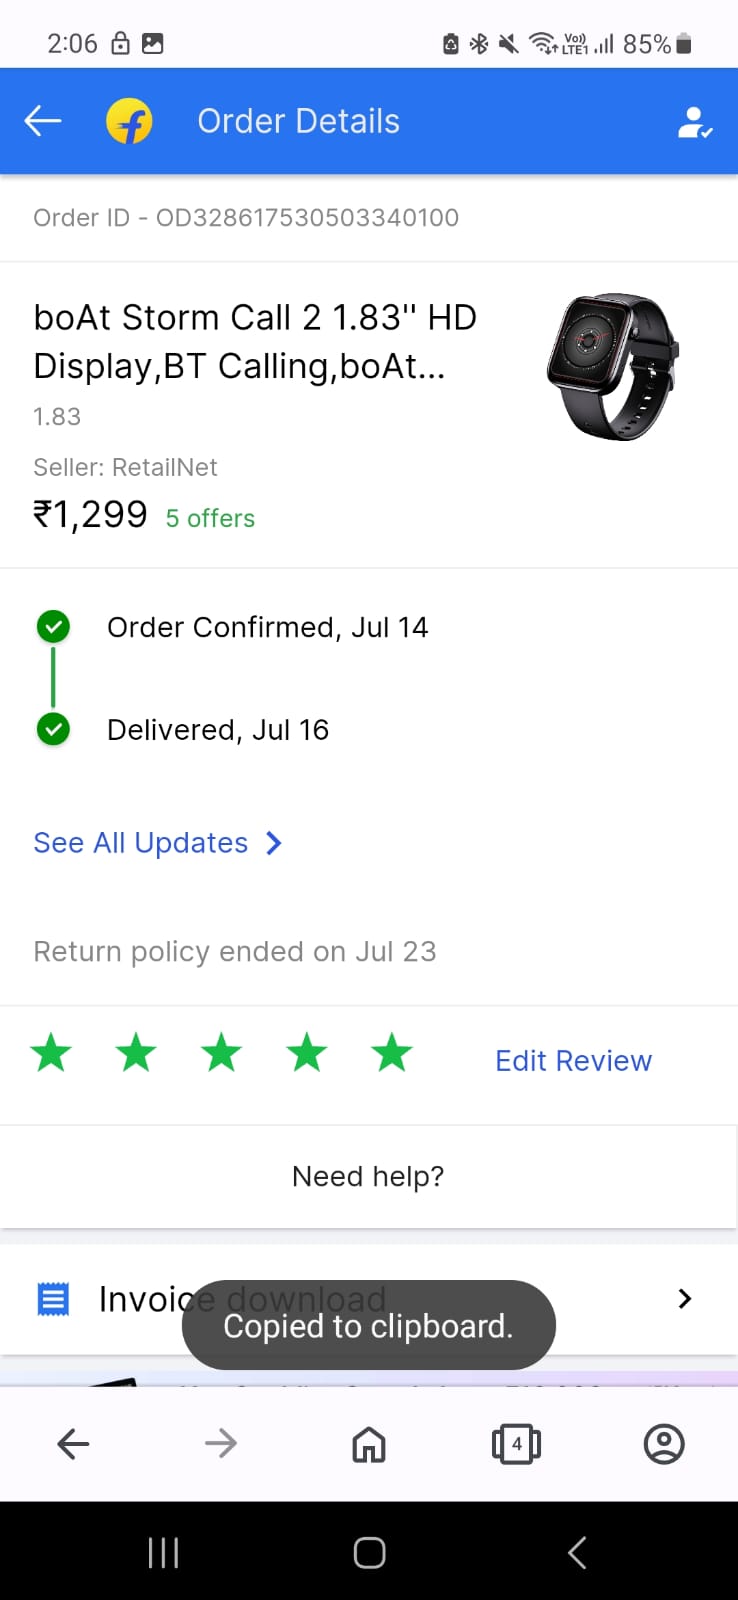 2:06 Vo)) LTE1 85%
Order Details
Order ID - OD328617530503340100
boAt Storm Call 2 1.83'' HD
Display,BT Calling,boAt...
1.83
Seller: RetailNet
₹1,299 5 offers
Order Confirmed, Jul 14
Delivered, Jul 16
See All Updates
Return policy ended on Jul 23
Edit Review
Need help?
Invoice download
Copied to clipboard.
4